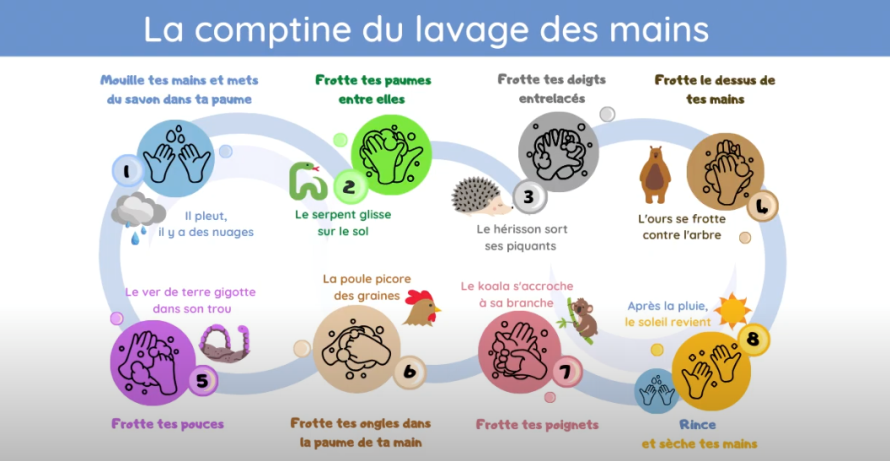 La comptine du lavage des mains
Mouille tes mains et mets
du savon dans ta paume
1
Il pleut,
il y a des nuages
Frotte tes paumes
entre elles
2
Le serpent glisse
sur le sol
Frotte tes doigts
entrelacés
3
Le hérisson sort
ses piquants
Frotte le dessus de
tes mains
4
L'ours se frotte
contre l'arbre
Le ver de terre gigotte
dans son trou
5
Frotte tes pouces
La poule picore
des graines
6
Frotte tes ongles dans
la paume de ta main
Le koala s'accroche
à sa branche
7
Frotte tes poignets
Après la pluie,
le soleil revient
8
Rince
et sèche tes mains